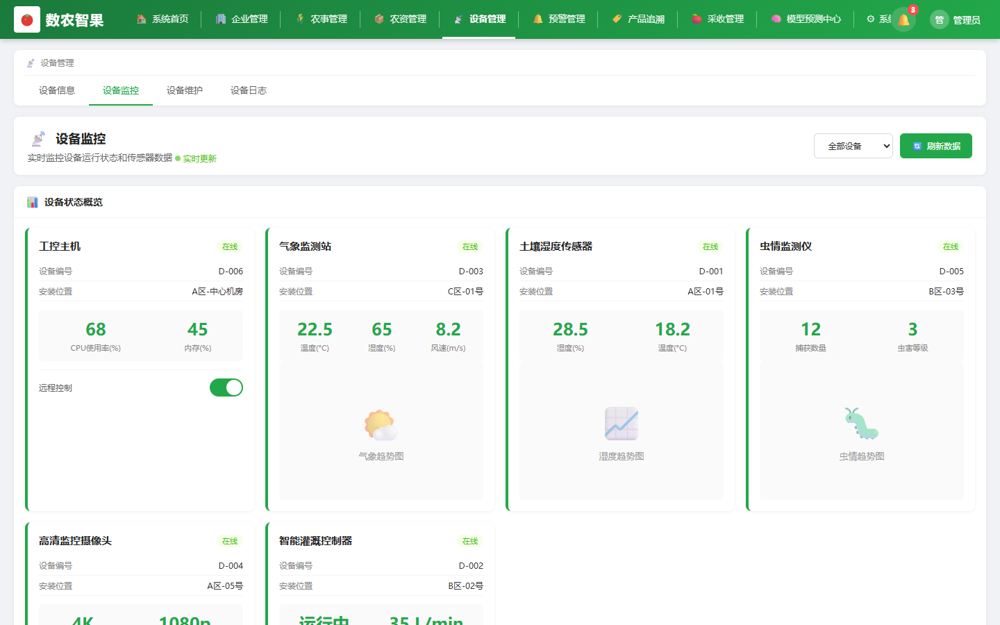 数农智果
系统首页
企业管理
农事管理
农资管理
设备管理
预警管理
产品追溯
采收管理
模型预测中心
系
3
管
管理员
设备管理
设备信息
设备监控
设备维护
设备日志
设备监控
实时监控设备运行状态和传感器数据 实时更新
全部设备
刷新数据
设备状态概览
工控主机
在线
设备编号 D-006
安装位置 A区-中心机房
68 45
CPU使用率(%) 内存(%)
远程控制
气象监测站
在线
设备编号 D-003
安装位置 C区-01号
22.5 65 8.2
温度(°C) 湿度(%) 风速(m/s)
气象趋势图
土壤湿度传感器
在线
设备编号 D-001
安装位置 A区-01号
28.5 18.2
湿度(%) 温度(°C)
湿度趋势图
虫情监测仪
在线
设备编号 D-005
安装位置 B区-03号
12 3
捕获数量 虫害等级
虫情趋势图
高清监控摄像头
在线
设备编号 D-004
安装位置 A区-05号
4K 1080p
智能灌溉控制器
在线
设备编号 D-002
安装位置 B区-02号
运行中 35 L/min